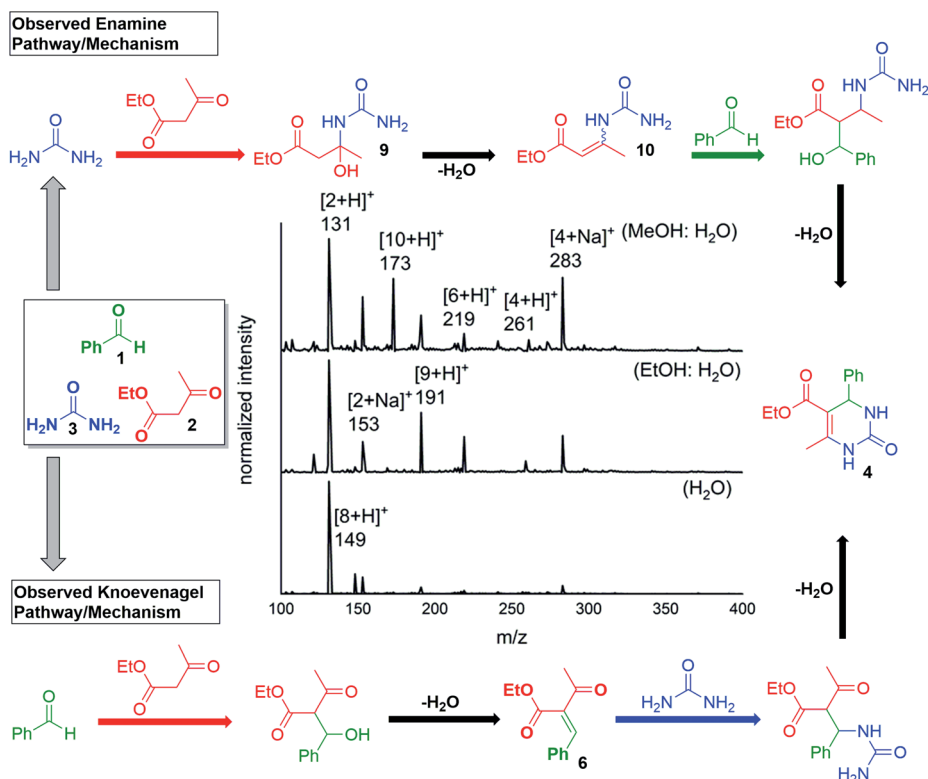 Observed Enamine
Pathway/Mechanism
O
H₂N NH₂
EtO O
O
O
O HN NH₂
EtO OH
9
-H₂O
O
O HN NH₂
EtO
10
O
Ph H
O
O HN NH₂
EtO
HO Ph
-H₂O
O
Ph H
1
O
H₂N NH₂
3
EtO O
O 2
normalized intensity
[2+H]⁺
131
[10+H]⁺
173
[6+H]⁺
219
[4+H]⁺
261
[4+Na]⁺
283
(MeOH: H₂O)
(EtOH: H₂O)
[2+Na]⁺
153
[9+H]⁺
191
(H₂O)
[8+H]⁺
149
100 150 200 250 300 350 400
m/z
O Ph
EtO NH
N O
H
4
-H₂O
Observed Knoevenagel
Pathway/Mechanism
O
Ph H
EtO O
O
EtO O
O OH
Ph
-H₂O
EtO O
O
Ph 6
O
H₂N NH₂
EtO O
O NH
Ph
H₂N O